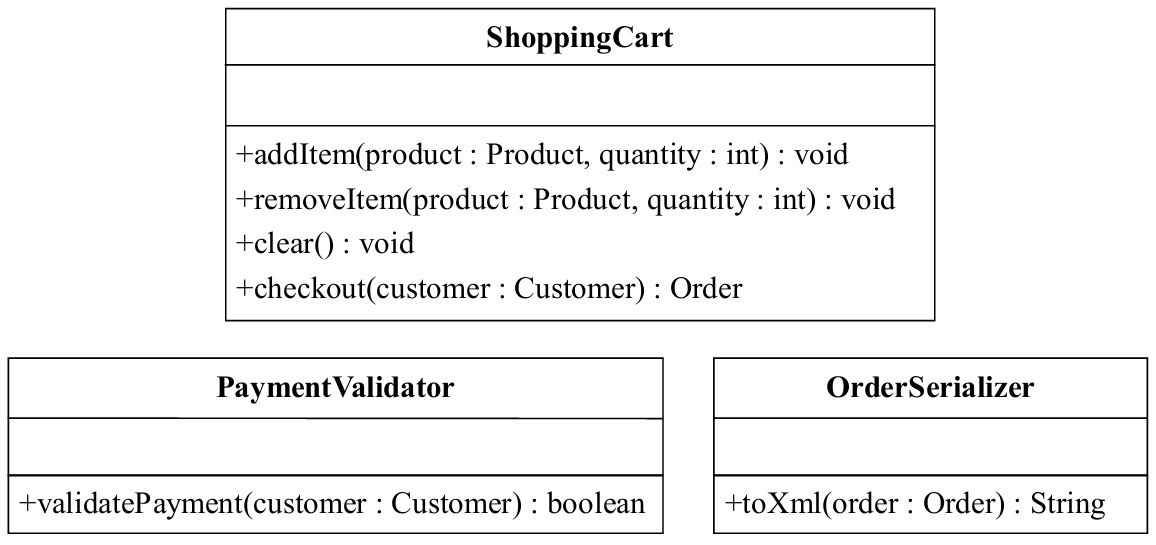 ShoppingCart
+addItem(product : Product, quantity : int) : void
+removeItem(product : Product, quantity : int) : void
+clear() : void
+checkout(customer : Customer) : Order
PaymentValidator
+validatePayment(customer : Customer) : boolean
OrderSerializer
+toXml(order : Order) : String